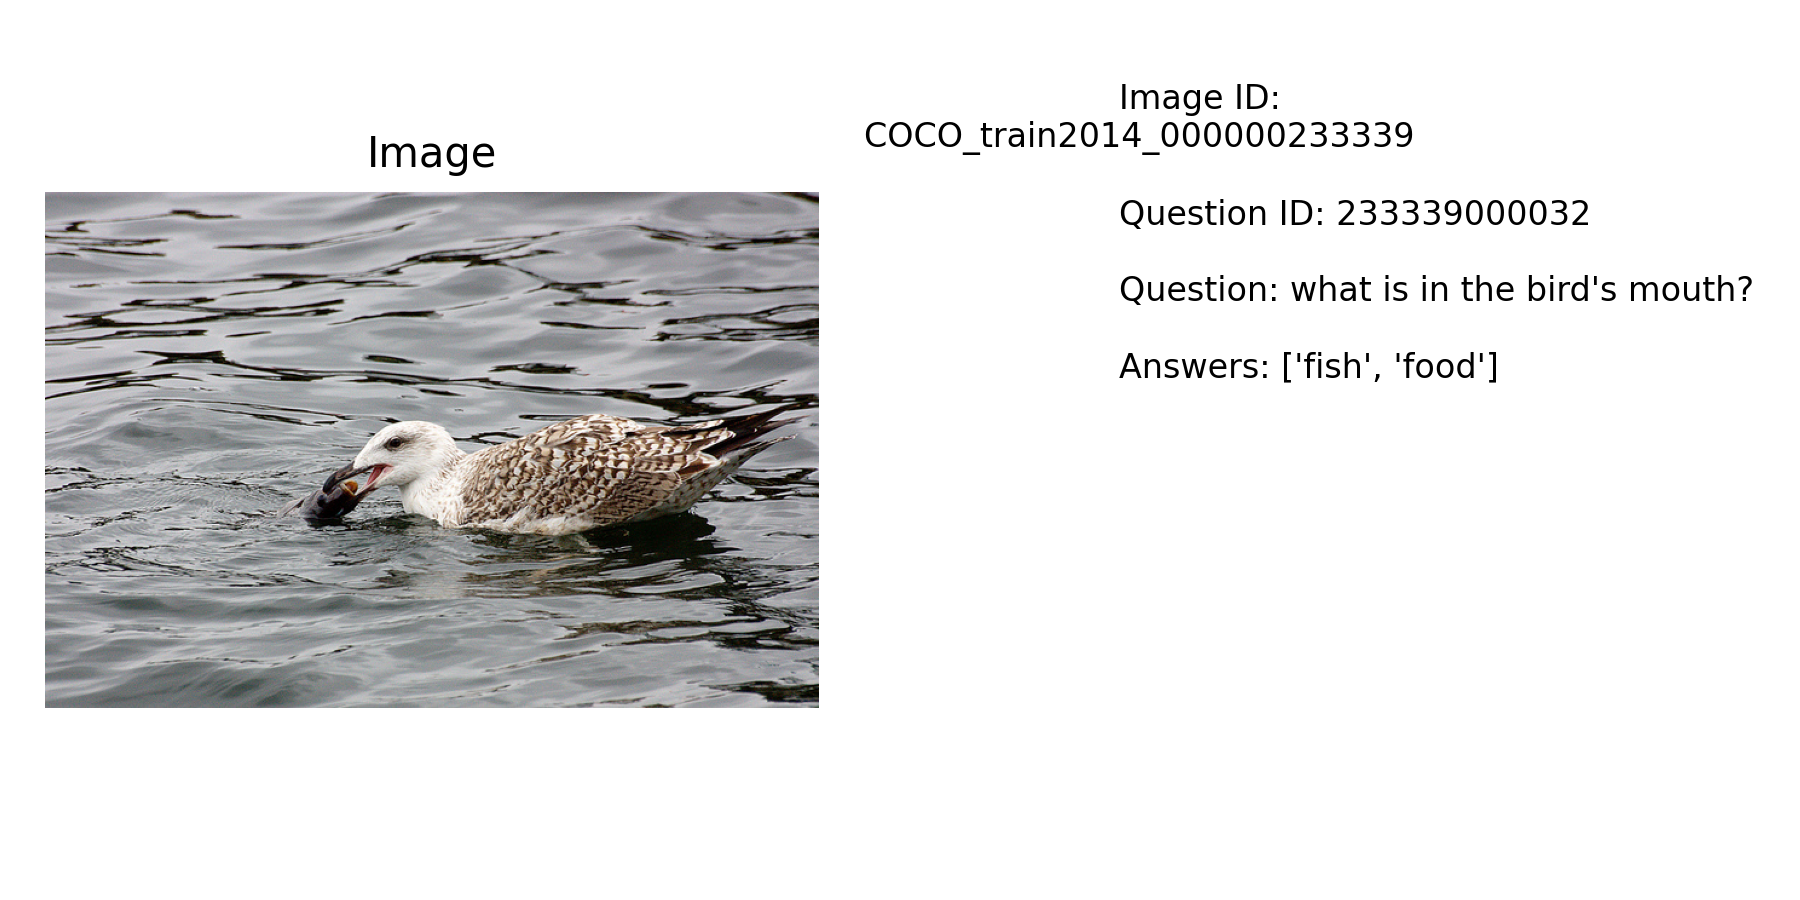 Image
Image ID:
COCO_train2014_000000233339
Question ID: 233339000032
Question: what is in the bird's mouth?
Answers: ['fish', 'food']